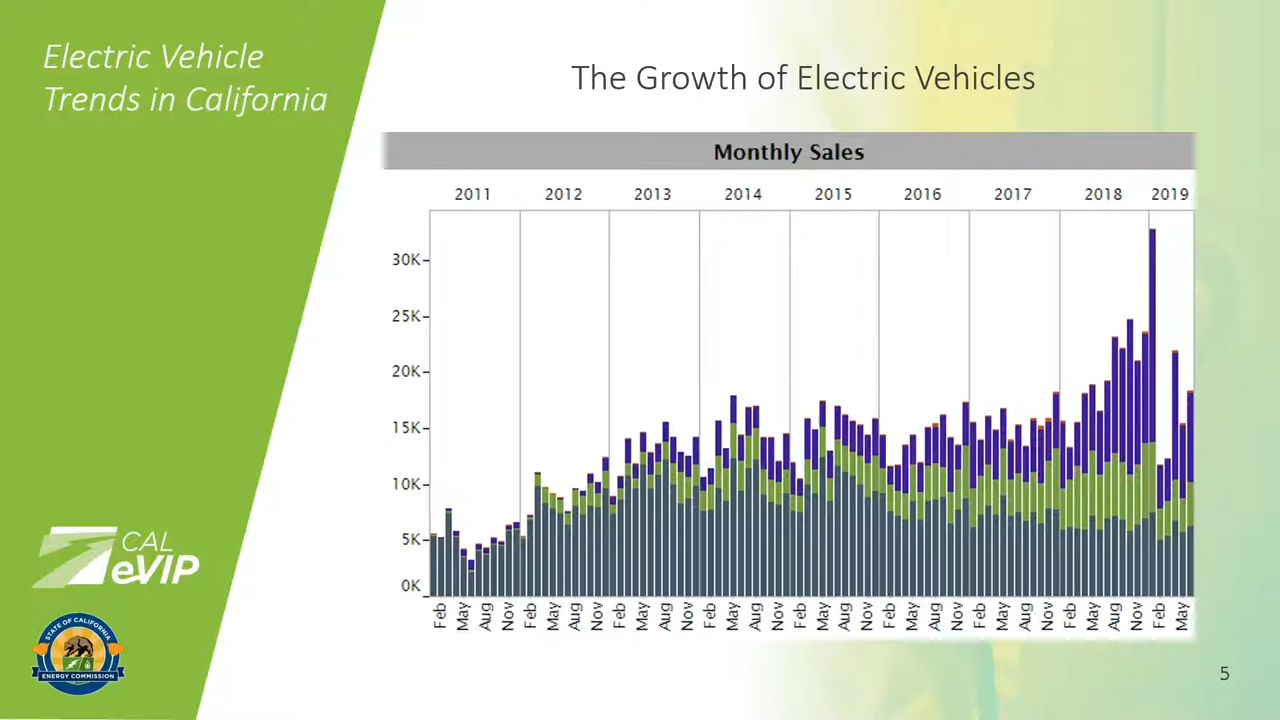 Electric Vehicle
Trends in California
The Growth of Electric Vehicles
Monthly Sales
2011 2012 2013 2014 2015 2016 2017 2018 2019
30K
25K
20K
15K
10K
5K
0K
Feb May Aug Nov Feb May Aug Nov Feb May Aug Nov Feb May Aug Nov Feb May Aug Nov Feb May Aug Nov Feb May Aug Nov Feb May Aug Nov Feb May
CAL
eVIP
STATE OF CALIFORNIA
ENERGY COMMISSION
5